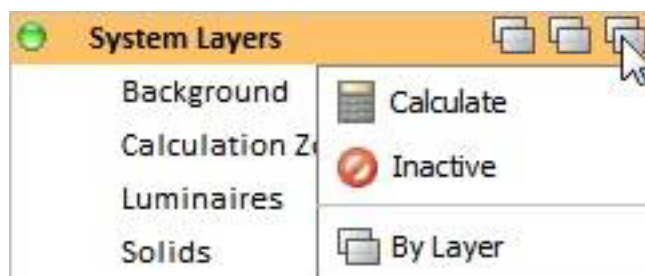 System Layers
Background
Calculate
Calculation Z
Inactive
Luminaires
By Layer
Solids